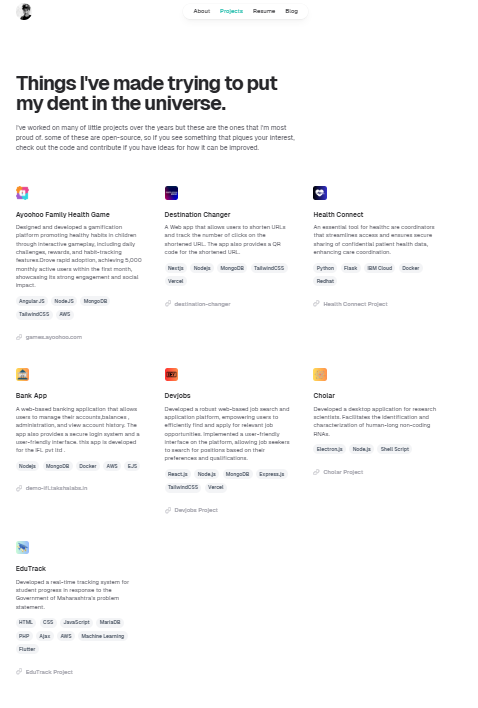 About Projects Resume Blog
Things I've made trying to put
my dent in the universe.
I've worked on many of little projects over the years but these are the ones that I'm most
proud of. some of these are open-source, so if you see something that piques your interest,
check out the code and contribute if you have ideas for how it can be improved.
Ayoohoo Family Health Game
Designed and developed a gamification
platform promoting healthy habits in children
through interactive gameplay, including daily
challenges, rewards, and habit-tracking
features.Drove rapid adoption, achieving 5,000
monthly active users within the first month,
showcasing its strong engagement and social
impact.
AngularJS NodeJS MongoDB
TailwindCSS AWS
games.ayoohoo.com
Destination Changer
A Web app that allows users to shorten URLs
and track the number of clicks on the
shortened URL. The app also provides a QR
code for the shortened URL.
Nextjs Nodejs MongoDB TailwindCSS
Vercel
destination-changer
Health Connect
An essential tool for healthc are coordinators
that streamlines access and ensures secure
sharing of confidential patient health data,
enhancing care coordination.
Python Flask IBM Cloud Docker
Redhat
Health Connect Project
Bank App
A web-based banking application that allows
users to manage their accounts,balances ,
administration, and view account history. The
app also provides a secure login system and a
user-friendly interface. this app is developed
for the IFL pvt ltd .
Nodejs MongoDB Docker AWS EJS
demo-ifl.takshalabs.in
Devjobs
Developed a robust web-based job search and
application platform, empowering users to
efficiently find and apply for relevant job
opportunities. Implemented a user-friendly
interface on the platform, allowing job seekers
to search for positions based on their
preferences and qualifications.
React.js Node.js MongoDB Express.js
TailwindCSS Vercel
Devjobs Project
Cholar
Developed a desktop application for research
scientists. Facilitates the identification and
characterization of human long non-coding
RNAs.
Electron.js Node.js Shell Script
Cholar Project
EduTrack
Developed a real-time tracking system for
student progress in response to the
Government of Maharashtra's problem
statement.
HTML CSS JavaScript MariaDB
PHP Ajax AWS Machine Learning
Flutter
EduTrack Project